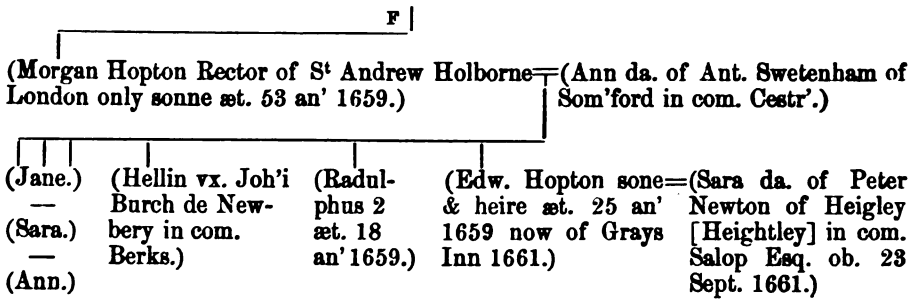 F
(Morgan Hopton Rector of Sᵗ Andrew Holborne=(Ann da. of Ant. Swetenham of
London only sonne æt. 53 an' 1659.) Som'ford in com. Cestr'.)
(Jane.)
—
(Sara.)
—
(Ann.)
(Hellin vx. Joh'i
Burch de New-
bery in com.
Berks.)
(Radul-
phus 2
æt. 18
an' 1659.)
(Edw. Hopton sone=
& heire æt. 25 an'
1659 now of Grays
Inn 1661.)
(Sara da. of Peter
Newton of Heigley
[Heightley] in com.
Salop Esq. ob. 23
Sept. 1661.)